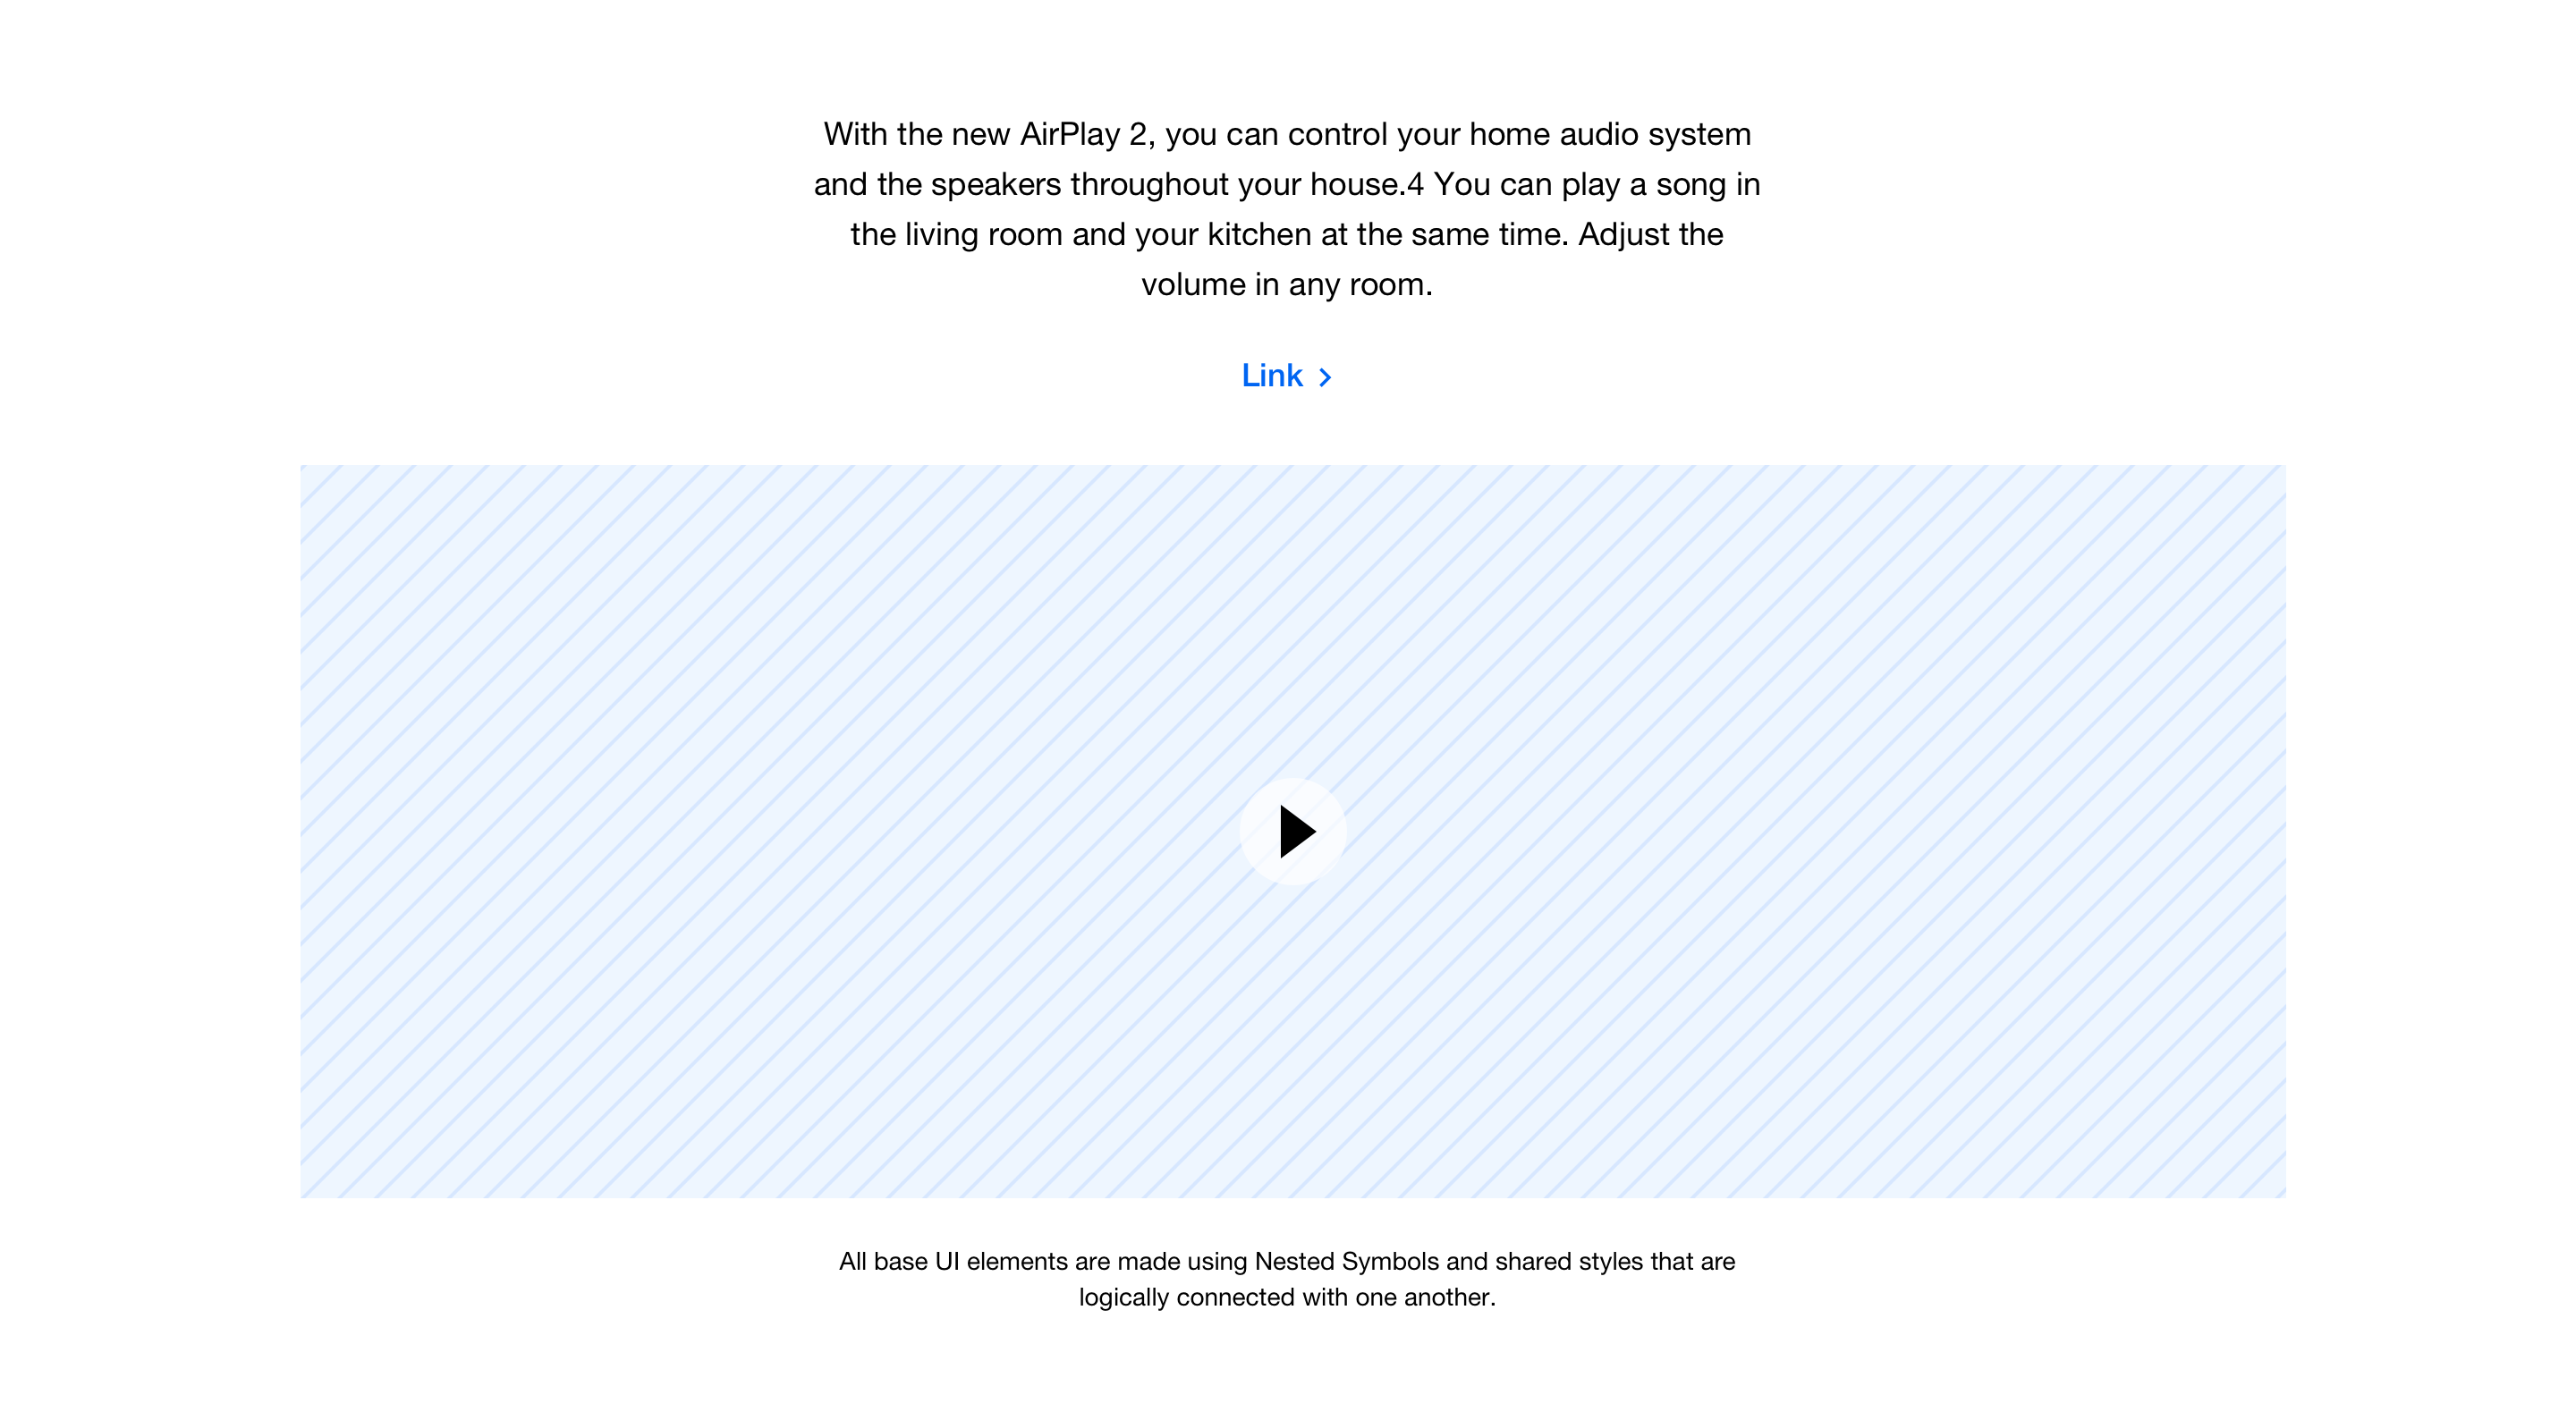 With the new AirPlay 2, you can control your home audio system
and the speakers throughout your house.4 You can play a song in
the living room and your kitchen at the same time. Adjust the
volume in any room.
Link
All base UI elements are made using Nested Symbols and shared styles that are
logically connected with one another.